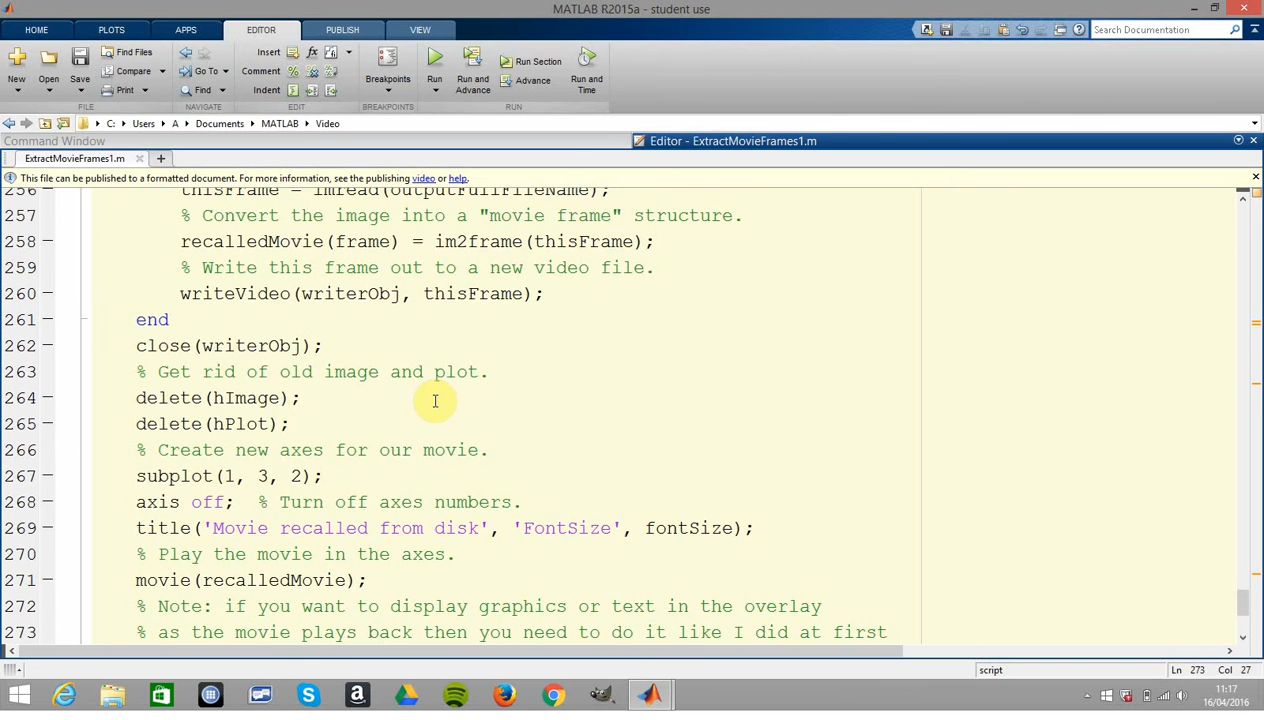 MATLAB R2015a - student use
HOME PLOTS APPS EDITOR PUBLISH VIEW Search Documentation
New Open Save Find Files Compare Print
Go To Find
Insert Comment Indent
Breakpoints
Run Run and Advance Run Section Advance Run and Time
FILE NAVIGATE EDIT BREAKPOINTS RUN
C: Users A Documents MATLAB Video
Command Window Editor - ExtractMovieFrames1.m
ExtractMovieFrames1.m
This file can be published to a formatted document. For more information, see the publishing video or help.
256 thisFrame = imread(outputFullFileName);
257 % Convert the image into a "movie frame" structure.
258 recalledMovie(frame) = im2frame(thisFrame);
259 % Write this frame out to a new video file.
260 writeVideo(writerObj, thisFrame);
261 end
262 close(writerObj);
263 % Get rid of old image and plot.
264 delete(hImage);
265 delete(hPlot);
266 % Create new axes for our movie.
267 subplot(1, 3, 2);
268 axis off; % Turn off axes numbers.
269 title('Movie recalled from disk', 'FontSize', fontSize);
270 % Play the movie in the axes.
271 movie(recalledMovie);
272 % Note: if you want to display graphics or text in the overlay
273 % as the movie plays back then you need to do it like I did at first
script Ln 273 Col 27
11:17
16/04/2016